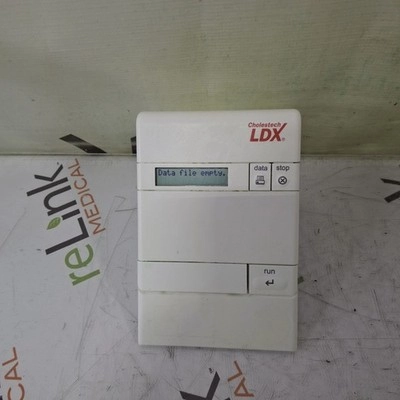 Cholestech
LDX®
Data file empty.
data
stop
run
reLink
MEDICAL